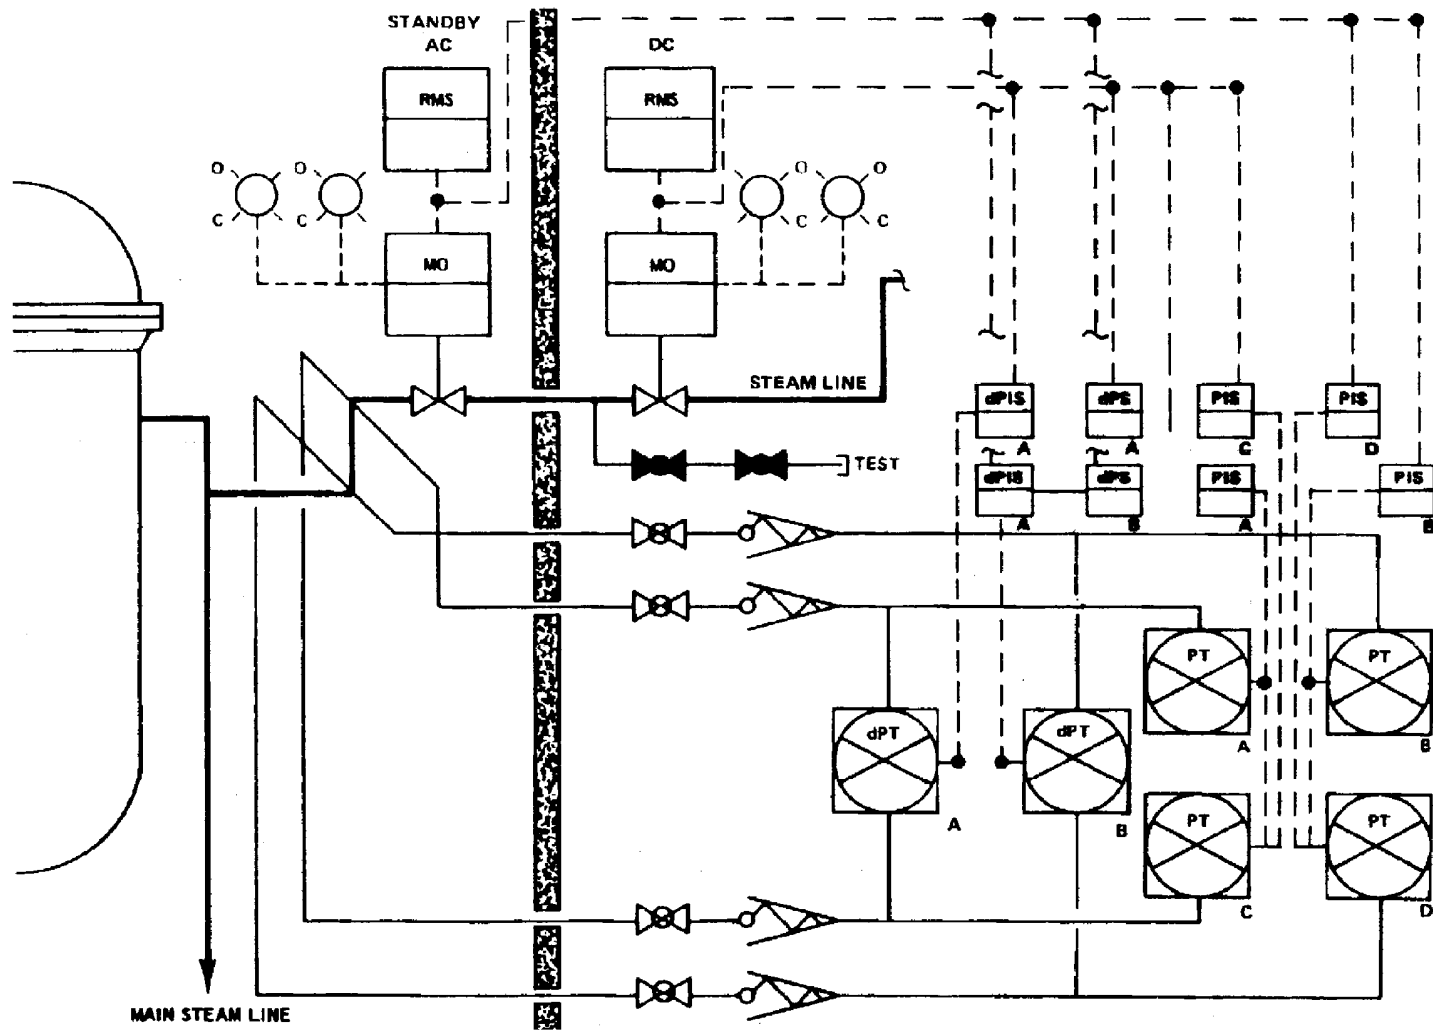 STANDBY
AC
DC
RMS
RMS
O
O
O
O
C
C
C
C
MO
MO
STEAM LINE
dPIS
dPS
PIS
PIS
A
A
C
D
TEST
dPIS
dPS
PIS
PIS
A
B
A
B
PT
PT
A
B
dPT
dPT
A
B
PT
PT
C
D
MAIN STEAM LINE